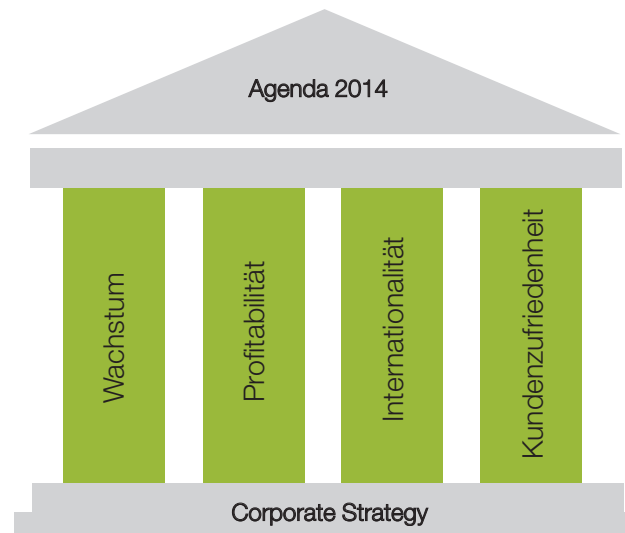 Agenda 2014
Wachstum
Profitabilität
Internationalität
Kundenzufriedenheit
Corporate Strategy